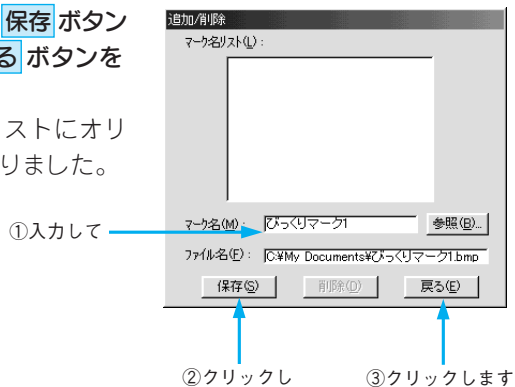 保存 ボタン
る ボタンを
ストにオリ
りました。
追加/削除
マーク名リスト(L):
①入力して
マーク名(M): びっくりマーク1 参照(B)...
ファイル名(F): C:¥My Documents¥びっくりマーク1.bmp
保存(S) 削除(D) 戻る(E)
②クリックし ③クリックします